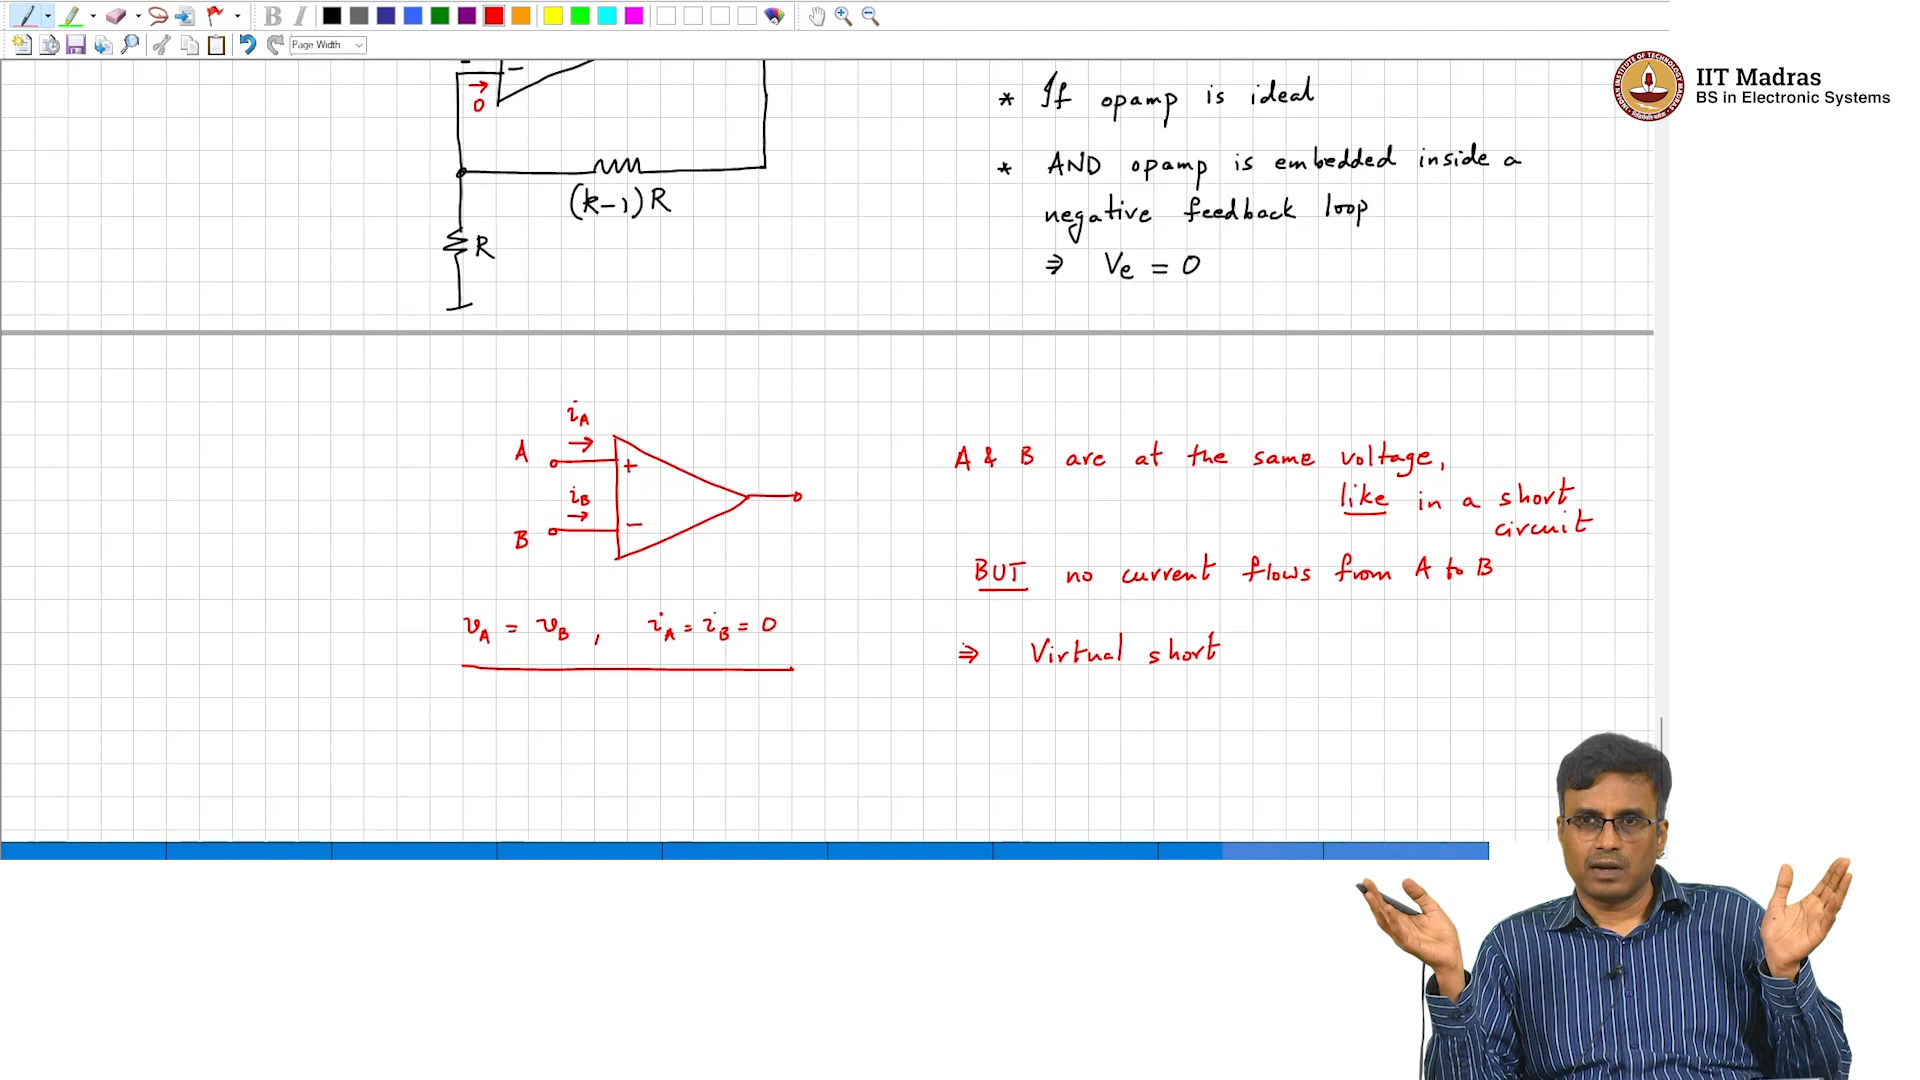 B I
Page Width
IIT Madras
BS in Electronic Systems
−
→
0
(k-1) R
R
* If opamp is ideal
* AND opamp is embedded inside a
negative feedback loop
⇒ Ve = 0
iA
A → +
iB
B → −
vA = vB , iA = iB = 0
A & B are at the same voltage,
like in a short
circuit
BUT no current flows from A to B
⇒ Virtual short